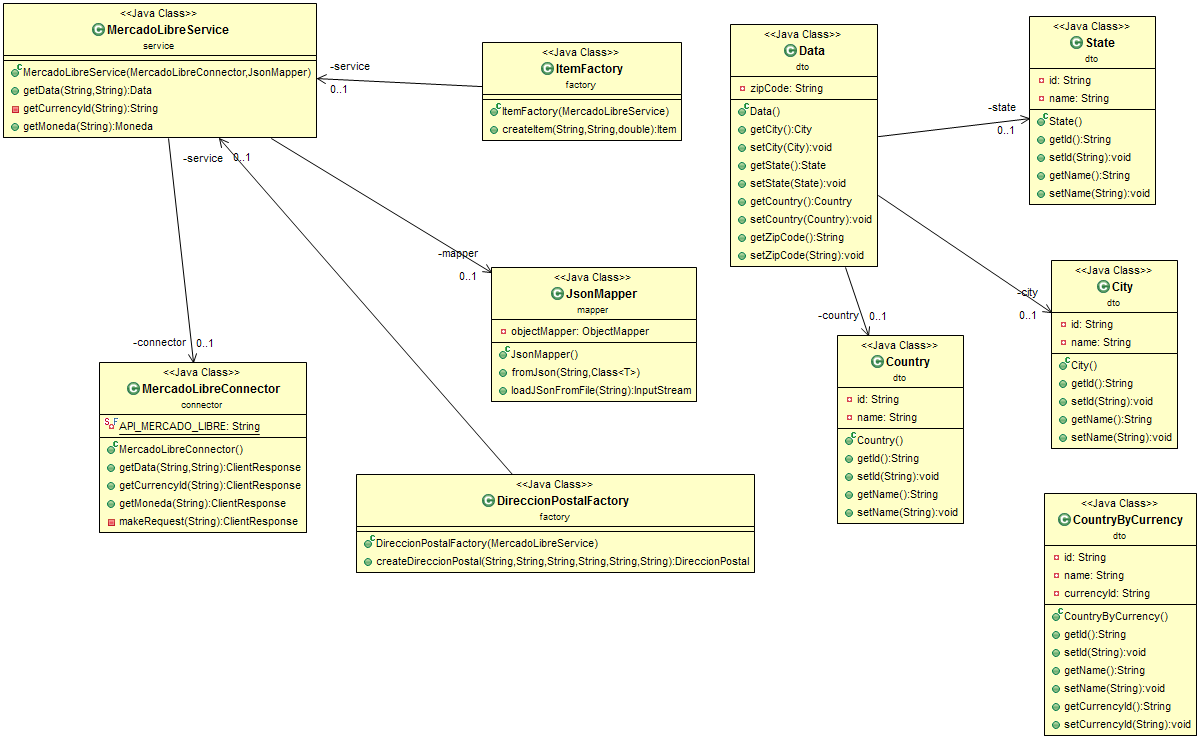 <<Java Class>>
MercadoLibreService
service
MercadoLibreService(MercadoLibreConnector,JsonMapper)
getData(String,String):Data
getCurrencyId(String):String
getMoneda(String):Moneda
-service
0..1
<<Java Class>>
ItemFactory
factory
ItemFactory(MercadoLibreService)
createItem(String,String,double):Item
-service
0..1
-mapper
0..1
<<Java Class>>
JsonMapper
mapper
objectMapper: ObjectMapper
JsonMapper()
fromJson(String,Class<T>)
loadJSonFromFile(String):InputStream
-connector
0..1
<<Java Class>>
MercadoLibreConnector
connector
API_MERCADO_LIBRE: String
MercadoLibreConnector()
getData(String,String):ClientResponse
getCurrencyId(String):ClientResponse
getMoneda(String):ClientResponse
makeRequest(String):ClientResponse
<<Java Class>>
DireccionPostalFactory
factory
DireccionPostalFactory(MercadoLibreService)
createDireccionPostal(String,String,String,String,String,String):DireccionPostal
<<Java Class>>
Data
dto
zipCode: String
Data()
getCity():City
setCity(City):void
getState():State
setState(State):void
getCountry():Country
setCountry(Country):void
getZipCode():String
setZipCode(String):void
-state
0..1
<<Java Class>>
State
dto
id: String
name: String
State()
getId():String
setId(String):void
getName():String
setName(String):void
-city
0..1
<<Java Class>>
City
dto
id: String
name: String
City()
getId():String
setId(String):void
getName():String
setName(String):void
-country
0..1
<<Java Class>>
Country
dto
id: String
name: String
Country()
getId():String
setId(String):void
getName():String
setName(String):void
<<Java Class>>
CountryByCurrency
dto
id: String
name: String
currencyId: String
CountryByCurrency()
getId():String
setId(String):void
getName():String
setName(String):void
getCurrencyId():String
setCurrencyId(String):void